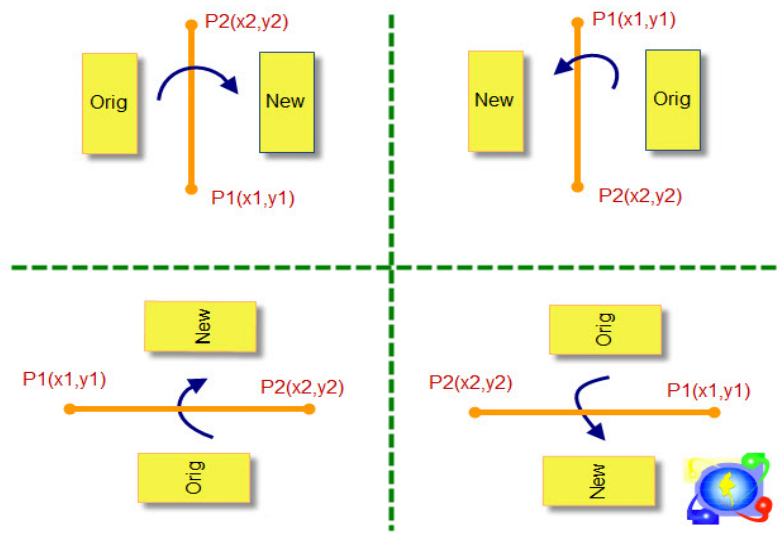 P2(x2,y2)
Orig
New
P1(x1,y1)
P1(x1,y1)
New
Orig
P2(x2,y2)
New
P1(x1,y1)
P2(x2,y2)
Orig
Orig
P2(x2,y2)
P1(x1,y1)
New